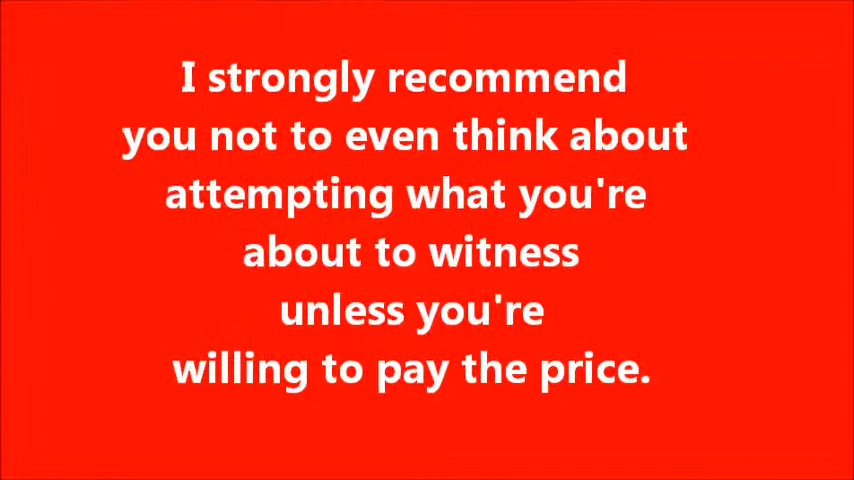 I strongly recommend
you not to even think about
attempting what you're
about to witness
unless you're
willing to pay the price.